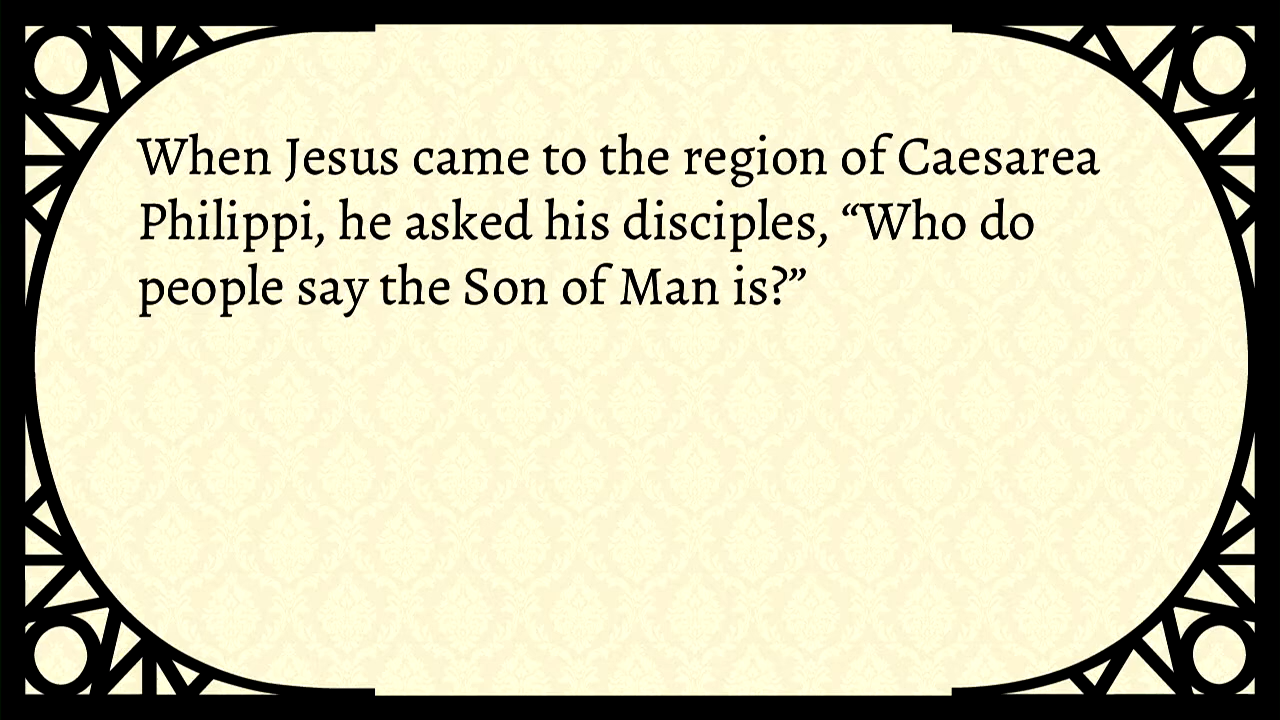 When Jesus came to the region of Caesarea
Philippi, he asked his disciples, “Who do
people say the Son of Man is?”